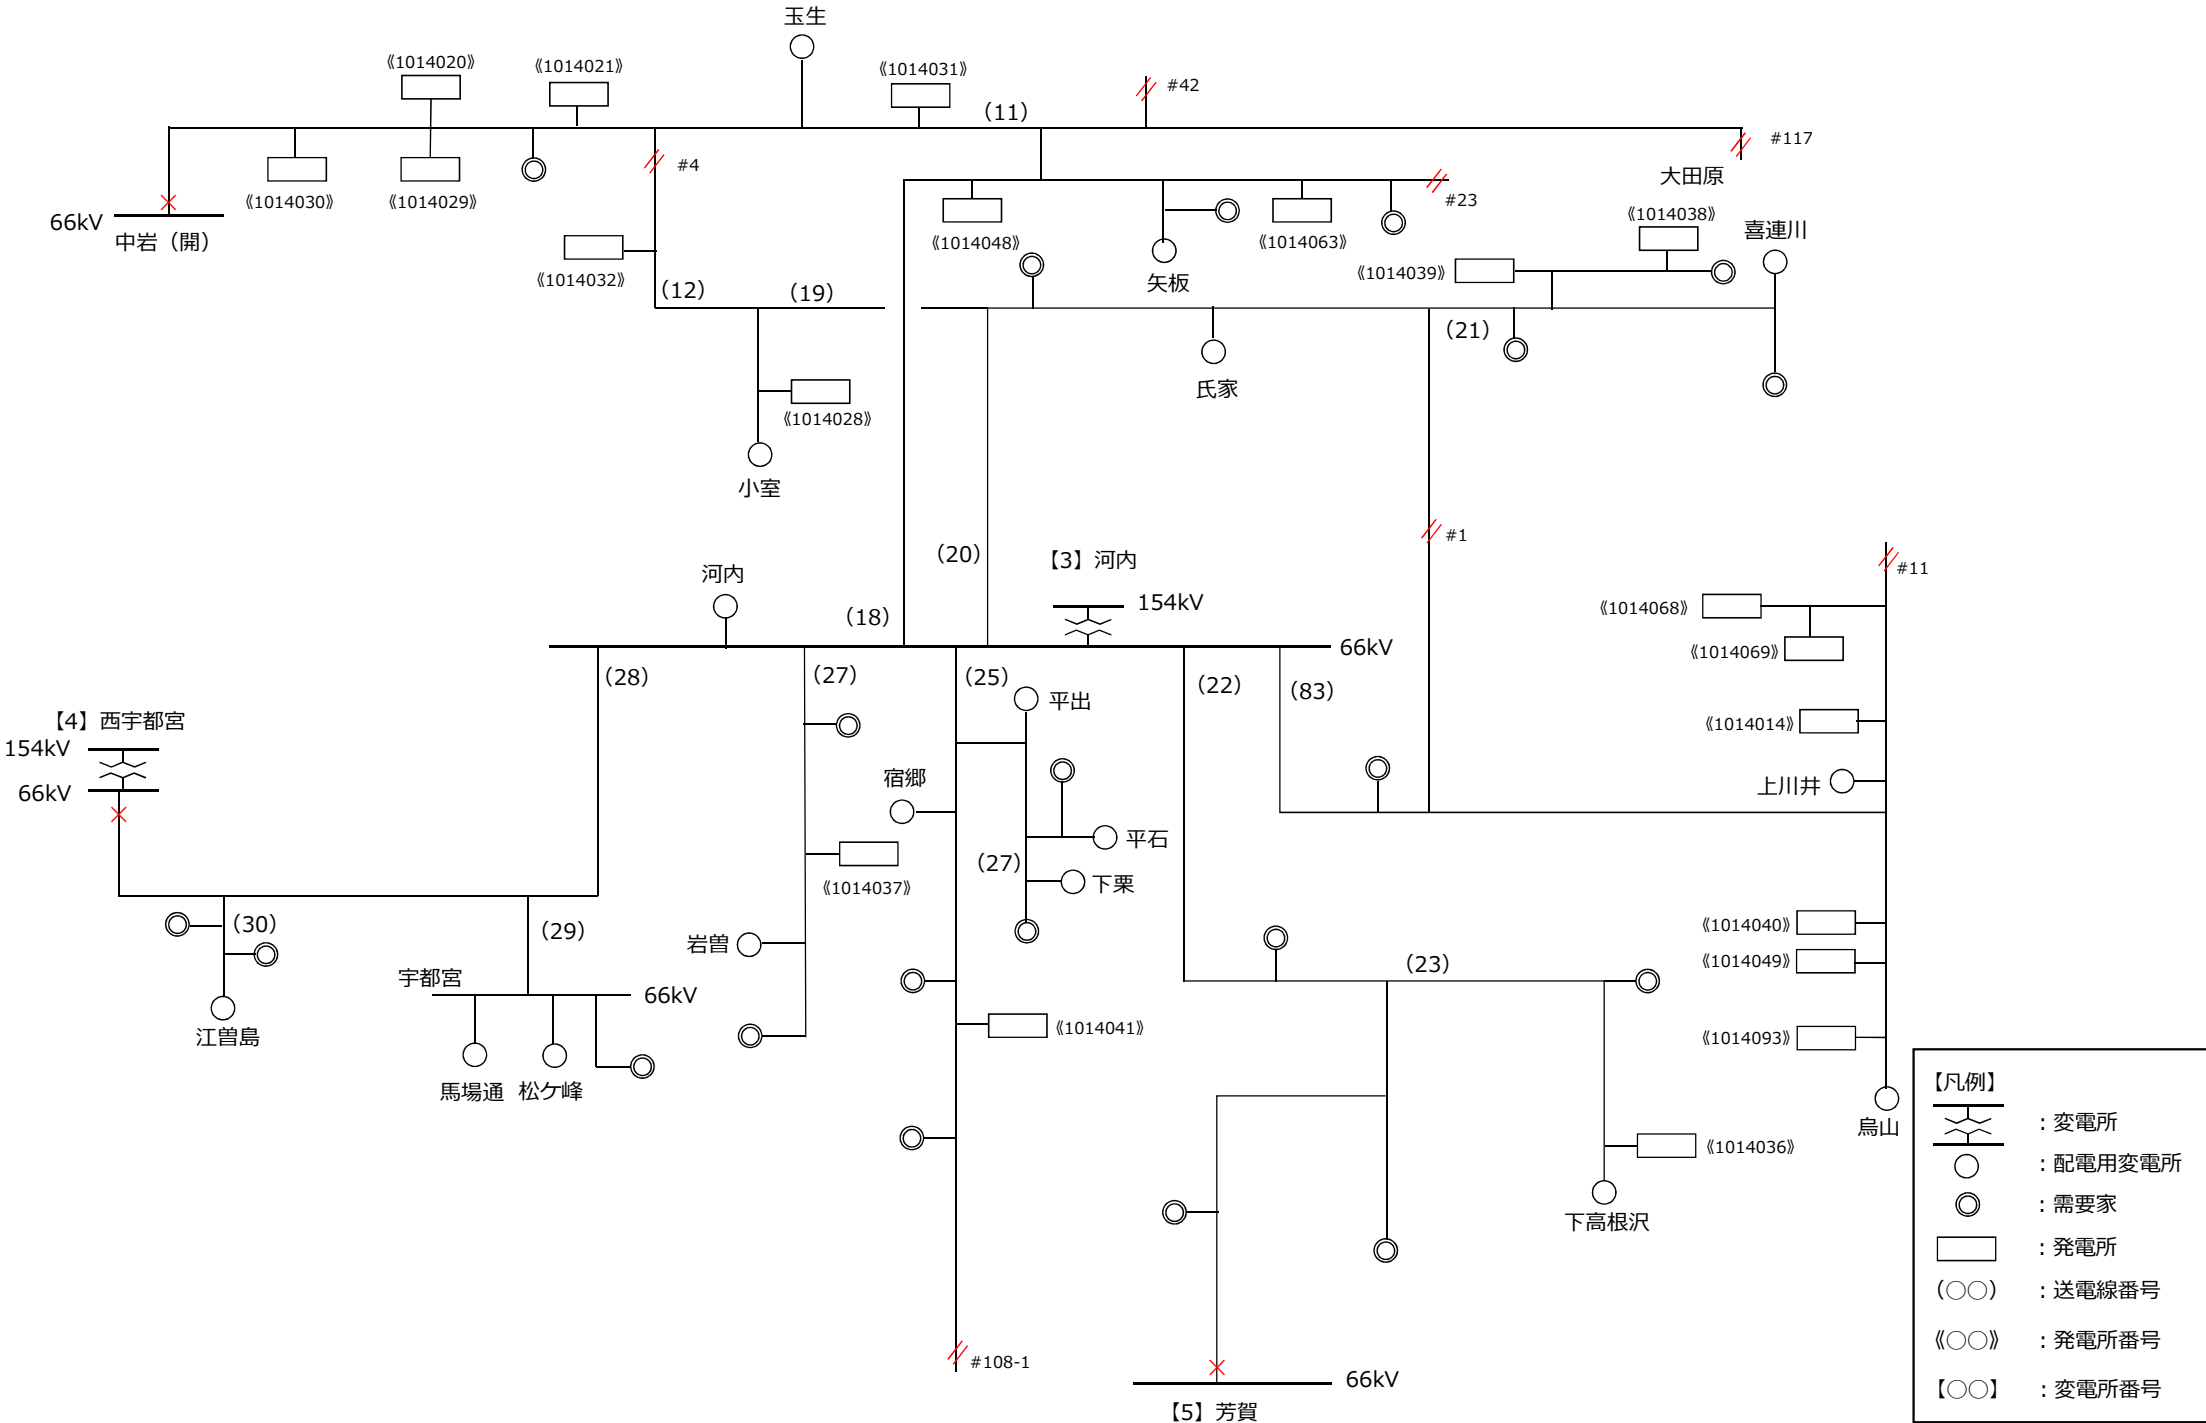 玉生
《1014020》
《1014021》
《1014031》
#42
(11)
#117
#4
大田原
《1014030》
《1014029》
#23
《1014038》
66kV
中岩（開）
《1014048》
《1014063》
喜連川
《1014032》
矢板
《1014039》
(12)
(19)
(21)
氏家
《1014028》
小室
#1
(20)
【3】河内
#11
河内
154kV
《1014068》
(18)
66kV
《1014069》
(28)
(27)
(25)
(22)
(83)
平出
【4】西宇都宮
《1014014》
154kV
宿郷
上川井
66kV
平石
(27)
《1014037》
下栗
(30)
(29)
《1014040》
岩曽
《1014049》
(23)
宇都宮
66kV
江曽島
《1014041》
《1014093》
馬場通
松ケ峰
烏山
《1014036》
下高根沢
#108-1
66kV
【5】芳賀
【凡例】
：変電所
：配電用変電所
：需要家
：発電所
(○○)
：送電線番号
《○○》
：発電所番号
【○○】
：変電所番号